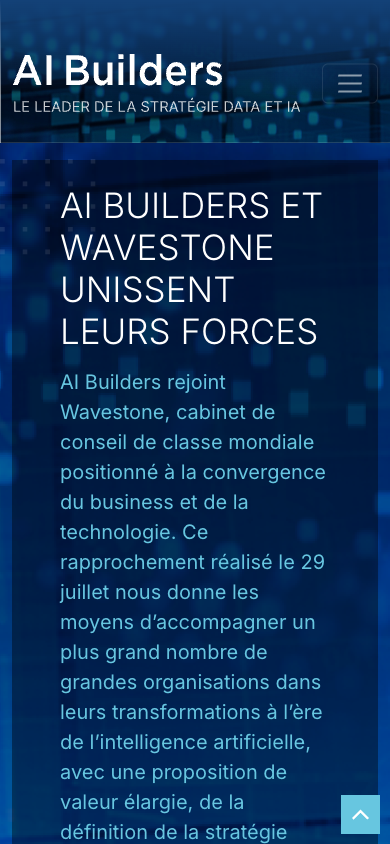 AI Builders
LE LEADER DE LA STRATÉGIE DATA ET IA
AI BUILDERS ET
WAVESTONE
UNISSENT
LEURS FORCES
AI Builders rejoint
Wavestone, cabinet de
conseil de classe mondiale
positionné à la convergence
du business et de la
technologie. Ce
rapprochement réalisé le 29
juillet nous donne les
moyens d’accompagner un
plus grand nombre de
grandes organisations dans
leurs transformations à l’ère
de l’intelligence artificielle,
avec une proposition de
valeur élargie, de la
définition de la stratégie